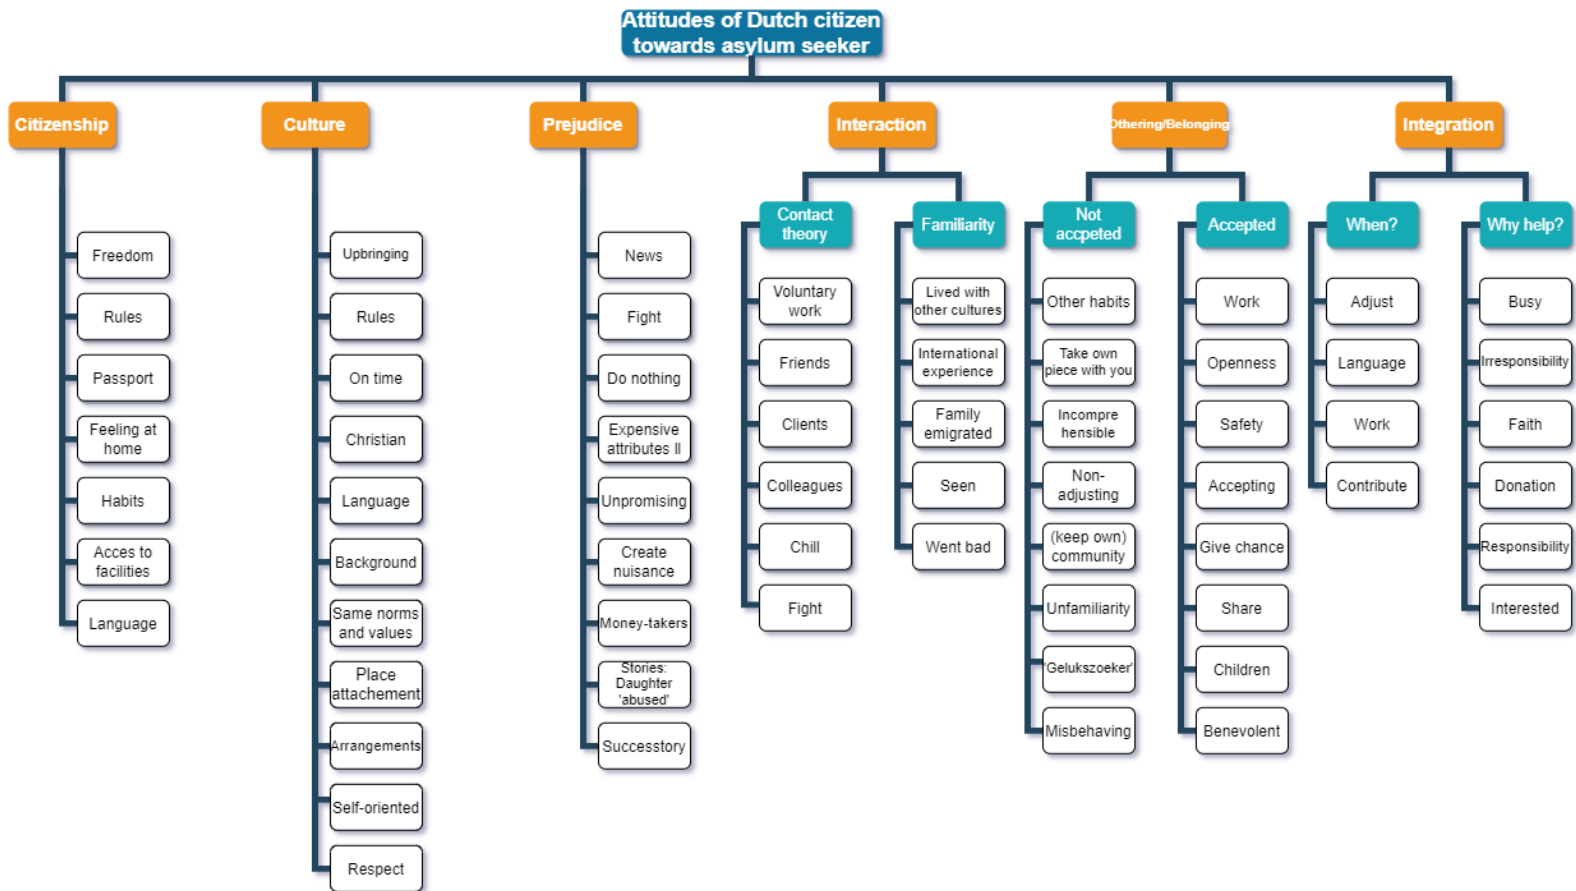 Attitudes of Dutch citizen
towards asylum seeker
Citizenship
Culture
Prejudice
Interaction
Othering/Belonging
Integration
Freedom
Rules
Passport
Feeling at
home
Habits
Acces to
facilities
Language
Upbringing
Rules
On time
Christian
Language
Background
Same norms
and values
Place
attachement
Arrangements
Self-oriented
Respect
News
Fight
Do nothing
Expensive
attributes II
Unpromising
Create
nuisance
Money-takers
Stories:
Daughter
'abused'
Successtory
Contact
theory
Voluntary
work
Friends
Clients
Colleagues
Chill
Fight
Familiarity
Lived with
other cultures
International
experience
Family
emigrated
Seen
Went bad
Not
accpeted
Other habits
Take own
piece with you
Incompre
hensible
Non-
adjusting
(keep own)
community
Unfamiliarity
'Gelukszoeker'
Misbehaving
Accepted
Work
Openness
Safety
Accepting
Give chance
Share
Children
Benevolent
When?
Adjust
Language
Work
Contribute
Why help?
Busy
Irresponsibility
Faith
Donation
Responsibility
Interested